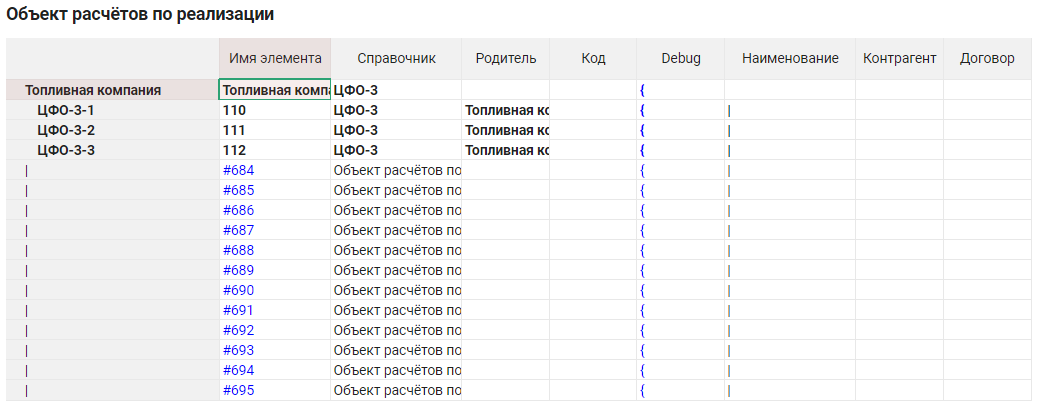 Объект расчётов по реализации
Имя элемента Справочник Родитель Код Debug Наименование Контрагент Договор
Топливная компания Топливная комп ЦФО-3 {
ЦФО-3-1 110 ЦФО-3 Топливная ко { |
ЦФО-3-2 111 ЦФО-3 Топливная ко { |
ЦФО-3-3 112 ЦФО-3 Топливная ко { |
| #684 Объект расчётов по { |
| #685 Объект расчётов по { |
| #686 Объект расчётов по { |
| #687 Объект расчётов по { |
| #688 Объект расчётов по { |
| #689 Объект расчётов по { |
| #690 Объект расчётов по { |
| #691 Объект расчётов по { |
| #692 Объект расчётов по { |
| #693 Объект расчётов по { |
| #694 Объект расчётов по { |
| #695 Объект расчётов по { |